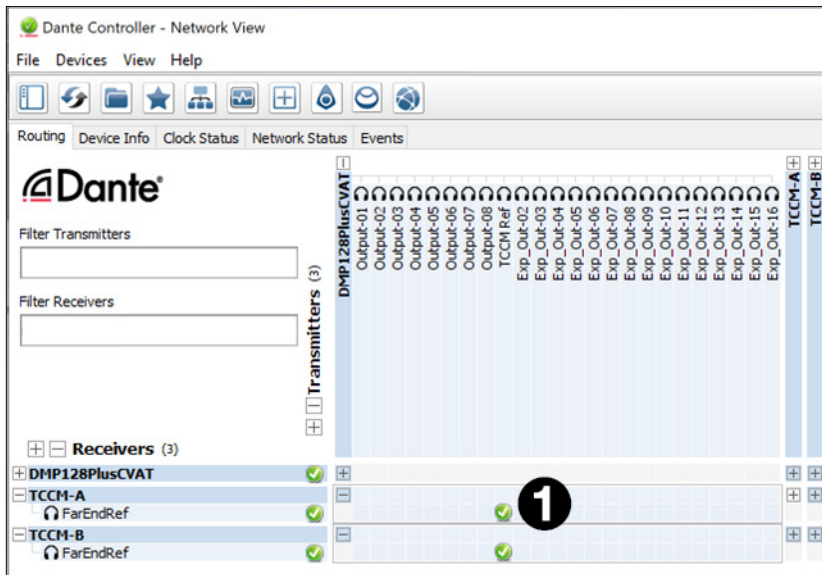 Dante Controller - Network View
File Devices View Help
Routing Device Info Clock Status Network Status Events
Dante®
Filter Transmitters
Filter Receivers
Transmitters (3)
DMP128PlusCVAT
Output-01
Output-02
Output-03
Output-04
Output-05
Output-06
Output-07
Output-08
TCCM Ref
Exp_Out-02
Exp_Out-03
Exp_Out-04
Exp_Out-05
Exp_Out-06
Exp_Out-07
Exp_Out-08
Exp_Out-09
Exp_Out-10
Exp_Out-11
Exp_Out-12
Exp_Out-13
Exp_Out-14
Exp_Out-15
Exp_Out-16
TCCM-A
TCCM-B
Receivers (3)
DMP128PlusCVAT
TCCM-A
FarEndRef
1
TCCM-B
FarEndRef